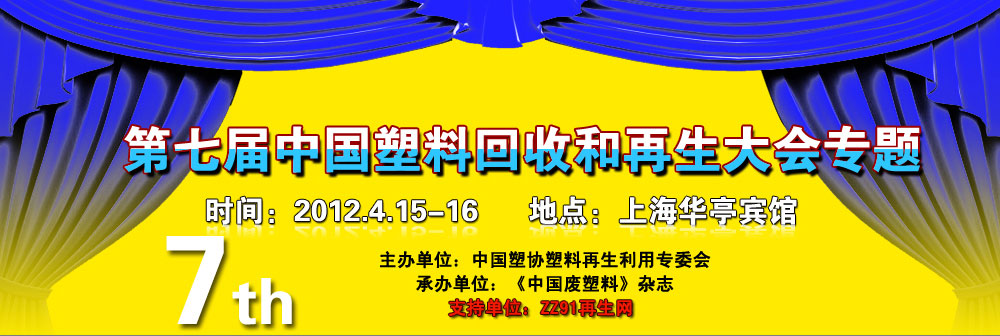 第七届中国塑料回收和再生大会专题
时间：2012.4.15-16 地点：上海华亭宾馆
7th
主办单位：中国塑协塑料再生利用专委会
承办单位：《中国废塑料》杂志
支持单位：ZZ91再生网